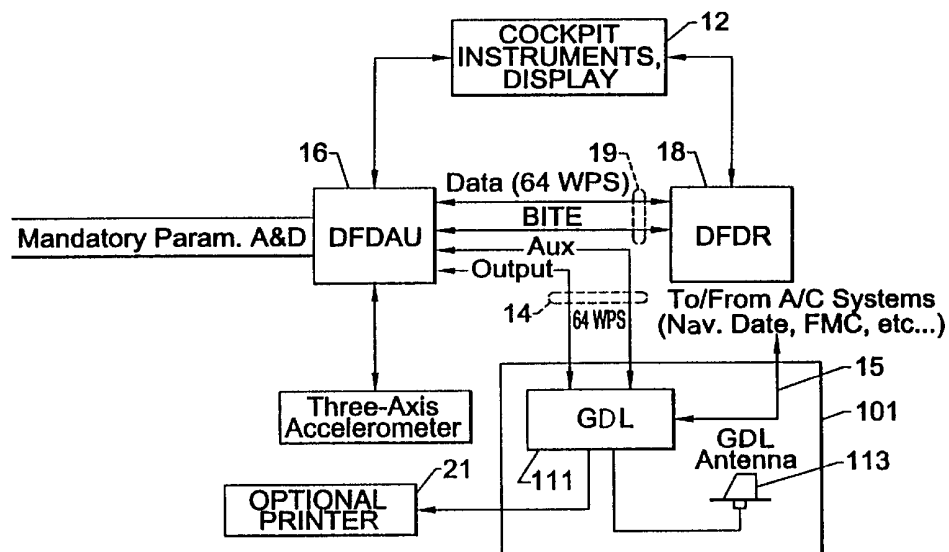 COCKPIT
INSTRUMENTS,
DISPLAY
12
16
19
18
Data (64 WPS)
BITE
Mandatory Param. A&D
DFDAU
DFDR
Aux
Output
14
64 WPS
To/From A/C Systems
(Nav. Date, FMC, etc...)
15
Three-Axis
Accelerometer
GDL
101
GDL
Antenna
113
111
21
OPTIONAL
PRINTER